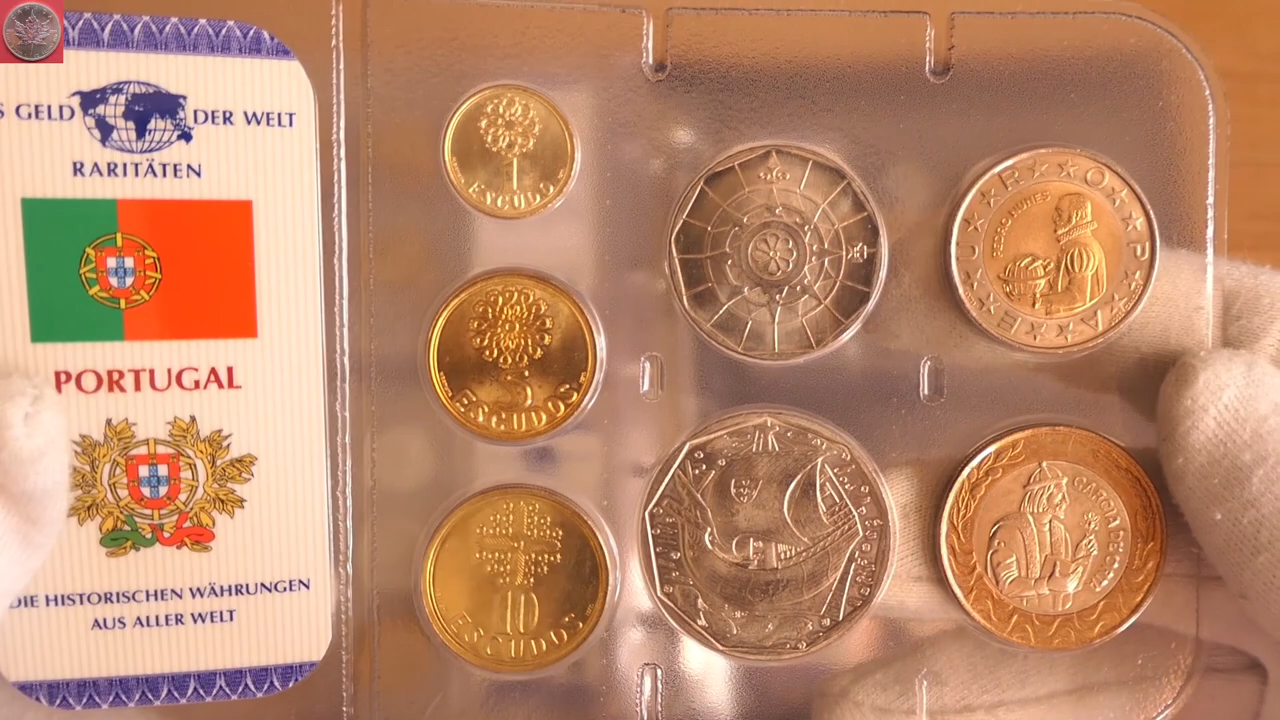 S GELD DER WELT
RARITÄTEN
PORTUGAL
DIE HISTORISCHEN WÄHRUNGEN
AUS ALLER WELT
1
ESCUDO
5
ESCUDOS
10
ESCUDOS
EUROPA
PEDRO NUNES
GARCIA DE ORTA